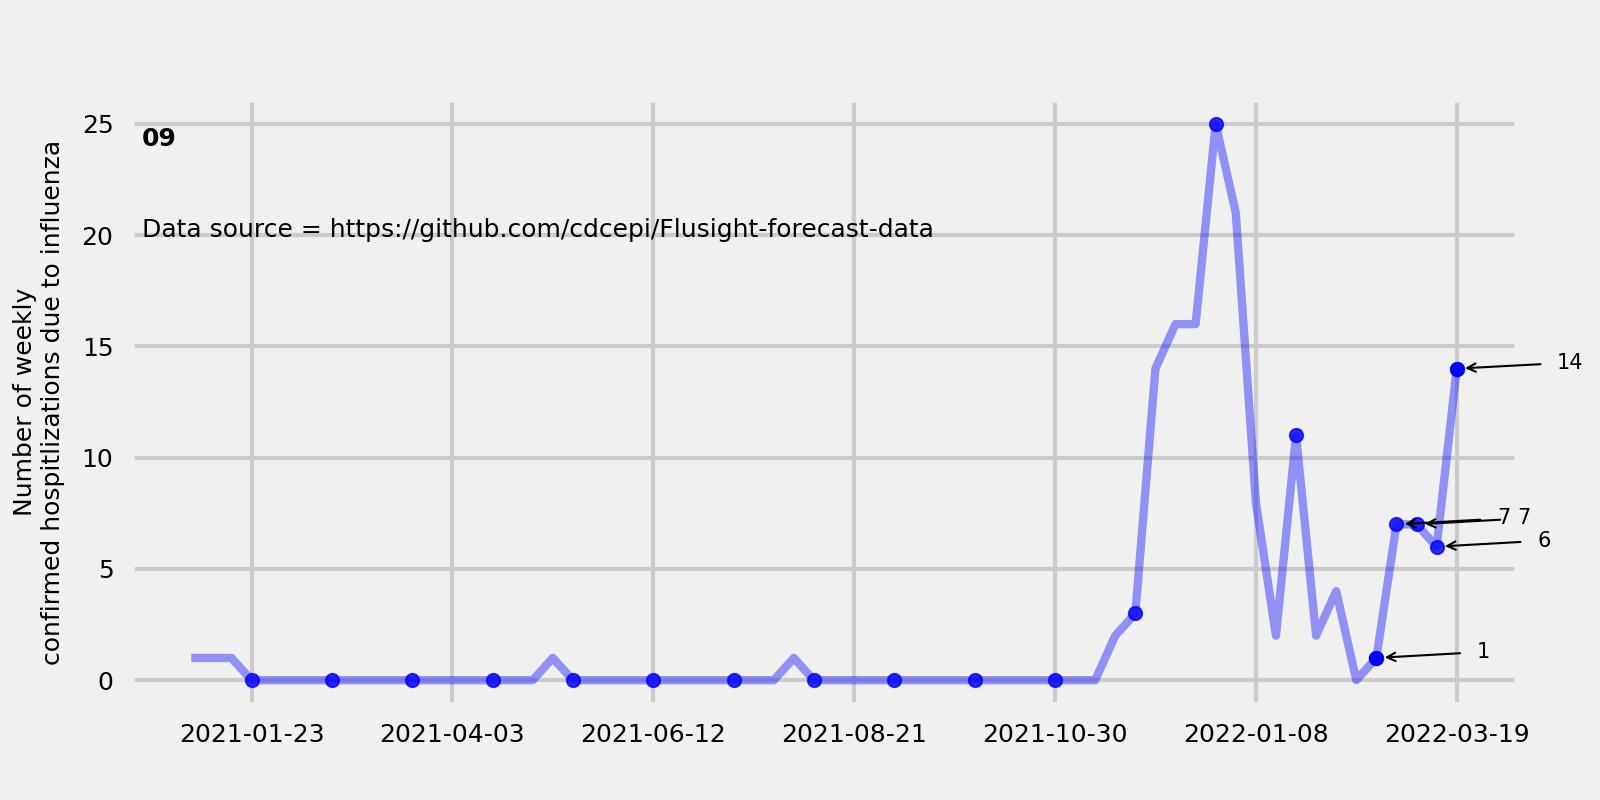 Number of weekly
confirmed hospitlizations due to influenza
25
20
15
10
5
0
09
Data source = https://github.com/cdcepi/Flusight-forecast-data
14
7 7
6
1
2021-01-23 2021-04-03 2021-06-12 2021-08-21 2021-10-30 2022-01-08 2022-03-19